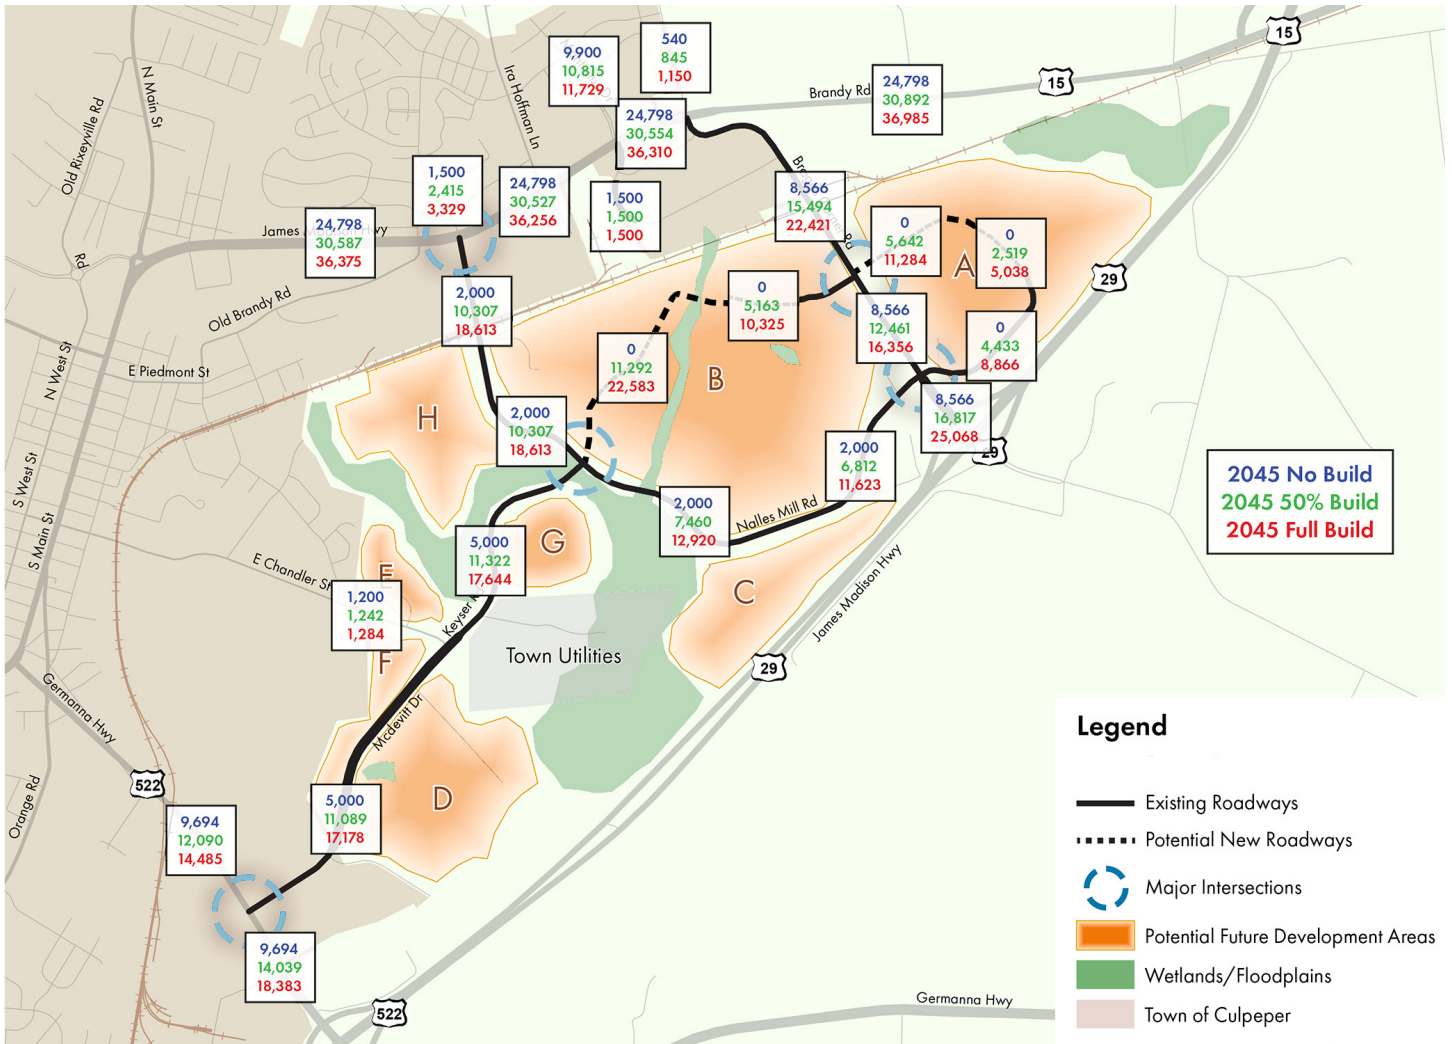 540
845
1,150
9,900
10,815
11,729
15
15
Brandy Rd
24,798
30,892
36,985
N Main St
Old Rixeyville Rd
Ira Hoffman Ln
24,798
30,554
36,310
1,500
2,415
3,329
24,798
30,527
36,256
1,500
1,500
1,500
8,566
15,494
22,421
Rd
24,798
30,587
36,375
James Madison Hwy
0
5,642
11,284
0
2,519
5,038
A
29
Rd
Old Brandy Rd
2,000
10,307
18,613
0
5,163
10,325
8,566
12,461
16,356
0
4,433
8,866
N West St
E Piedmont St
0
11,292
22,583
B
H
2,000
10,307
18,613
8,566
16,817
25,068
29
2,000
6,812
11,623
2045 No Build
2045 50% Build
2045 Full Build
S West St
S Main St
2,000
7,460
12,920
Nalles Mill Rd
5,000
11,322
17,644
G
E Chandler St
E
C
James Madison Hwy
1,200
1,242
1,284
Keyser
F
Town Utilities
29
Germanna Hwy
Mcdevitt Dr
522
D
Orange Rd
5,000
11,089
17,178
9,694
12,090
14,485
9,694
14,039
18,383
522
Germanna Hwy
Legend
Existing Roadways
Potential New Roadways
Major Intersections
Potential Future Development Areas
Wetlands/Floodplains
Town of Culpeper